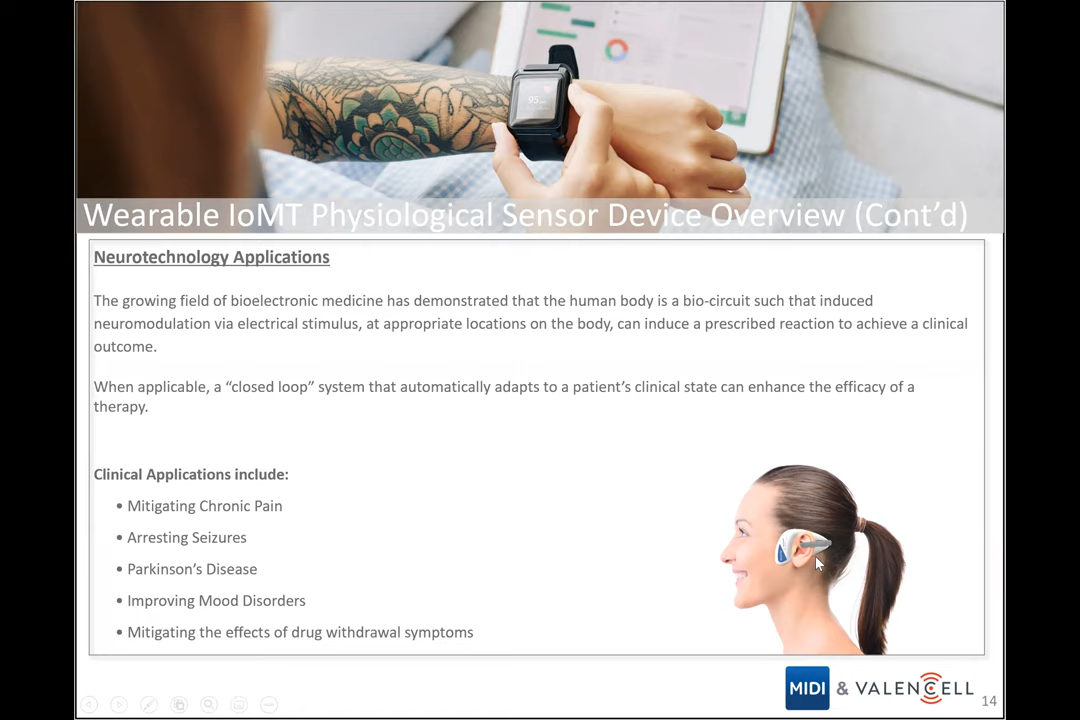 95
Wearable IoMT Physiological Sensor Device Overview (Cont’d)
Neurotechnology Applications
The growing field of bioelectronic medicine has demonstrated that the human body is a bio-circuit such that induced
neuromodulation via electrical stimulus, at appropriate locations on the body, can induce a prescribed reaction to achieve a clinical
outcome.
When applicable, a “closed loop” system that automatically adapts to a patient’s clinical state can enhance the efficacy of a
therapy.
Clinical Applications include:
• Mitigating Chronic Pain
• Arresting Seizures
• Parkinson’s Disease
• Improving Mood Disorders
• Mitigating the effects of drug withdrawal symptoms
MIDI & VALENCELL
14